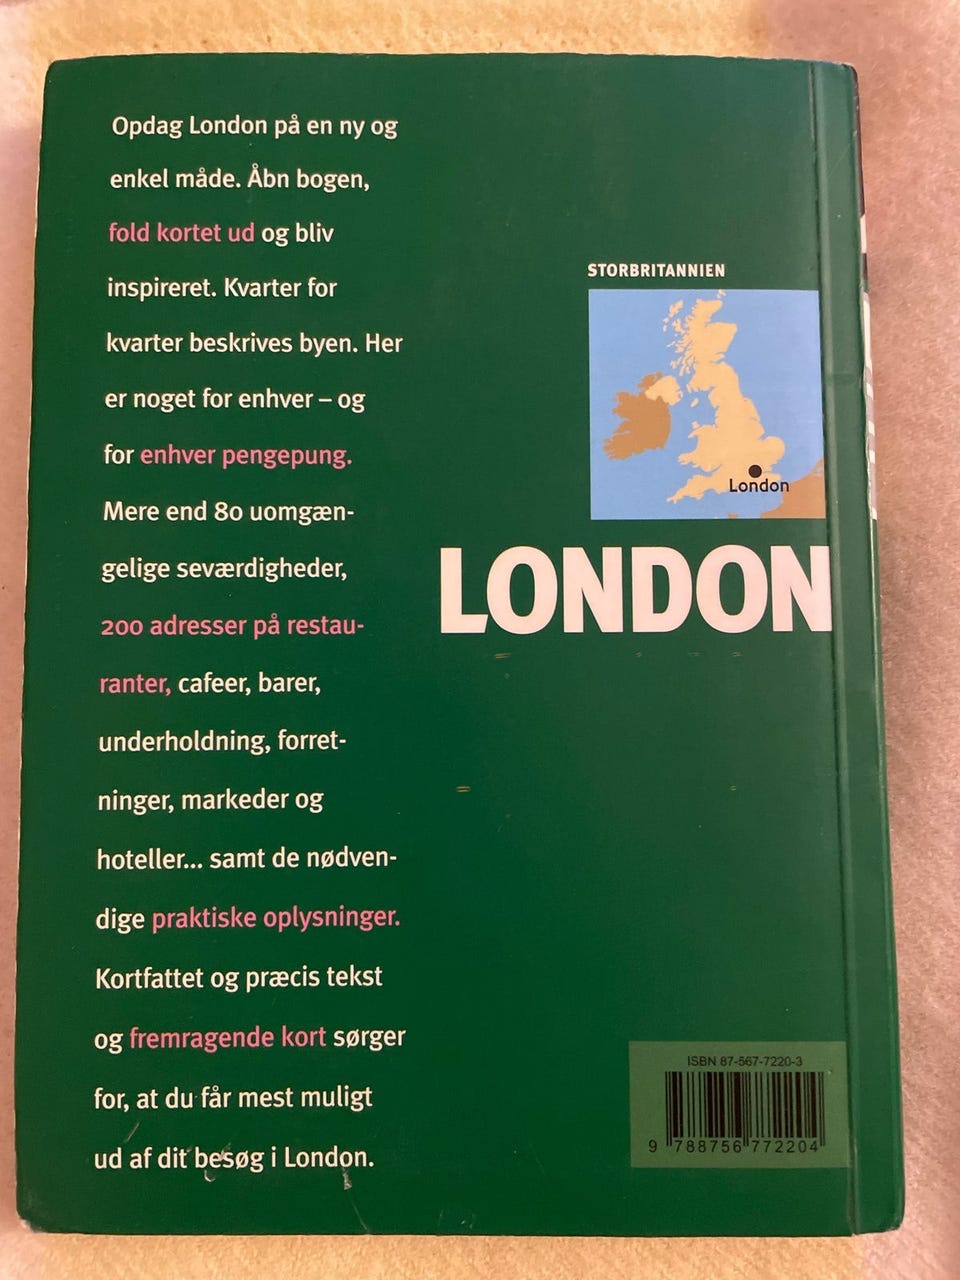 Opdag London på en ny og
enkel måde. Åbn bogen,
fold kortet ud og bliv
inspireret. Kvarter for
kvarter beskrives byen. Her
er noget for enhver – og
for enhver pengepung.
Mere end 80 uomgæn-
gelige seværdigheder,
200 adresser på restau-
ranter, cafeer, barer,
underholdning, forret-
ninger, markeder og
hoteller... samt de nødven-
dige praktiske oplysninger.
Kortfattet og præcis tekst
og fremragende kort sørger
for, at du får mest muligt
ud af dit besøg i London.
STORBRITANNIEN
London
LONDON
ISBN 87-567-7220-3
9 788756 772204